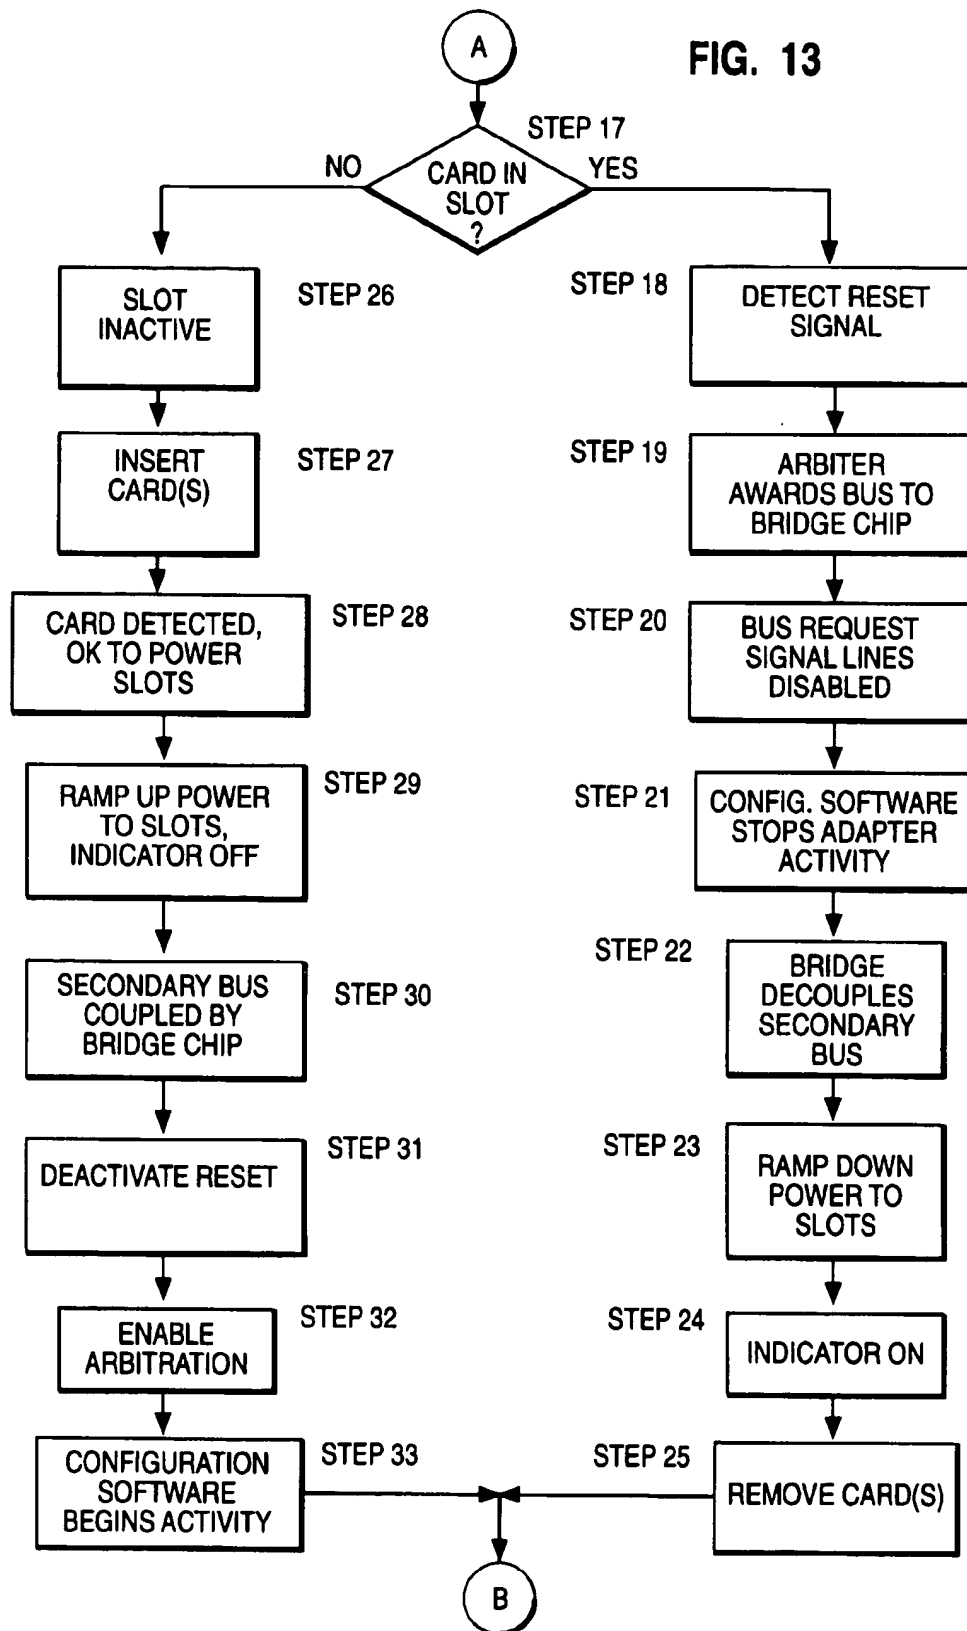 A
FIG. 13
STEP 17
NO
CARD IN
SLOT
?
YES
SLOT
INACTIVE
STEP 26
INSERT
CARD(S)
STEP 27
CARD DETECTED,
OK TO POWER
SLOTS
STEP 28
RAMP UP POWER
TO SLOTS,
INDICATOR OFF
STEP 29
SECONDARY BUS
COUPLED BY
BRIDGE CHIP
STEP 30
DEACTIVATE RESET
STEP 31
ENABLE
ARBITRATION
STEP 32
CONFIGURATION
SOFTWARE
BEGINS ACTIVITY
STEP 33
STEP 18
DETECT RESET
SIGNAL
STEP 19
ARBITER
AWARDS BUS TO
BRIDGE CHIP
STEP 20
BUS REQUEST
SIGNAL LINES
DISABLED
STEP 21
CONFIG. SOFTWARE
STOPS ADAPTER
ACTIVITY
STEP 22
BRIDGE
DECOUPLES
SECONDARY
BUS
STEP 23
RAMP DOWN
POWER TO
SLOTS
STEP 24
INDICATOR ON
STEP 25
REMOVE CARD(S)
B